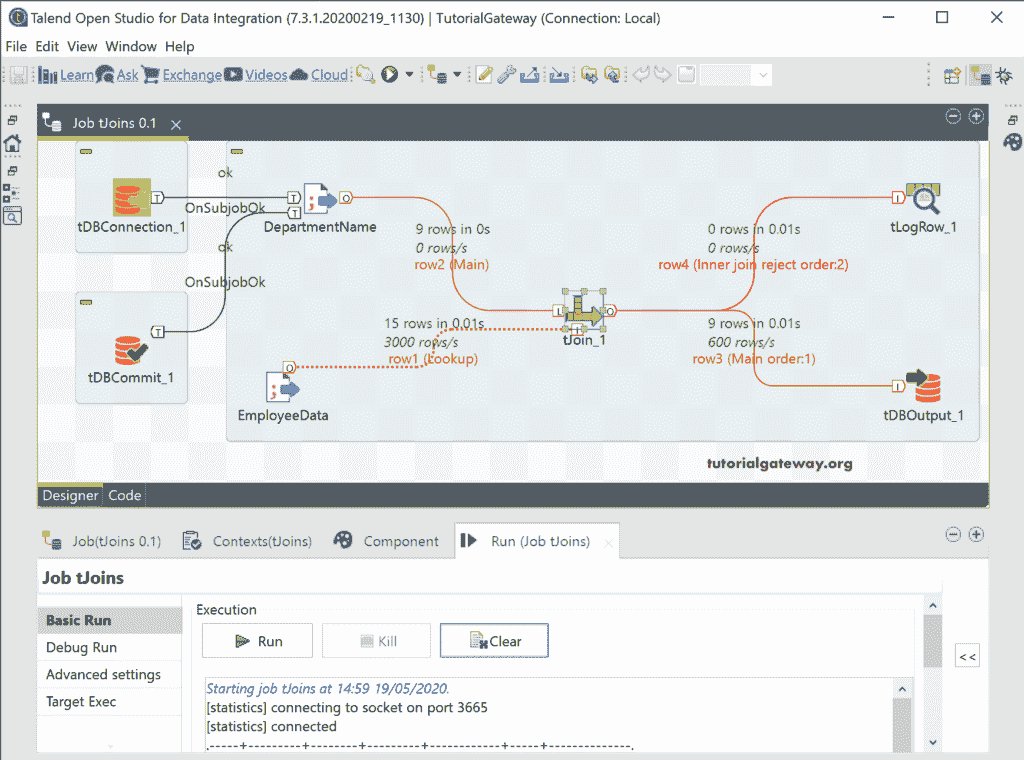 Talend Open Studio for Data Integration (7.3.1.20200219_1130) | TutorialGateway (Connection: Local)
File Edit View Window Help
Learn Ask Exchange Videos Cloud
Job tJoins 0.1
ok
T
T
O
I
OnSubjobOk
T
tDBConnection_1
DepartmentName
tLogRow_1
9 rows in 0s
0 rows in 0.01s
ok
0 rows/s
0 rows/s
row2 (Main)
row4 (Inner join reject order:2)
OnSubjobOk
I
O
15 rows in 0.01s
9 rows in 0.01s
T
3000 rows/s
tJoin_1
600 rows/s
row1 (Lookup)
row3 (Main order:1)
O
tDBCommit_1
I
EmployeeData
tDBOutput_1
tutorialgateway.org
Designer Code
Job(tJoins 0.1) Contexts(tJoins) Component Run (Job tJoins)
Job tJoins
Basic Run
Debug Run
Advanced settings
Target Exec
Execution
Run Kill Clear
<<
Starting job tJoins at 14:59 19/05/2020.
[statistics] connecting to socket on port 3665
[statistics] connected
.-----+---------+--------+---------+------------+-----+--------------.